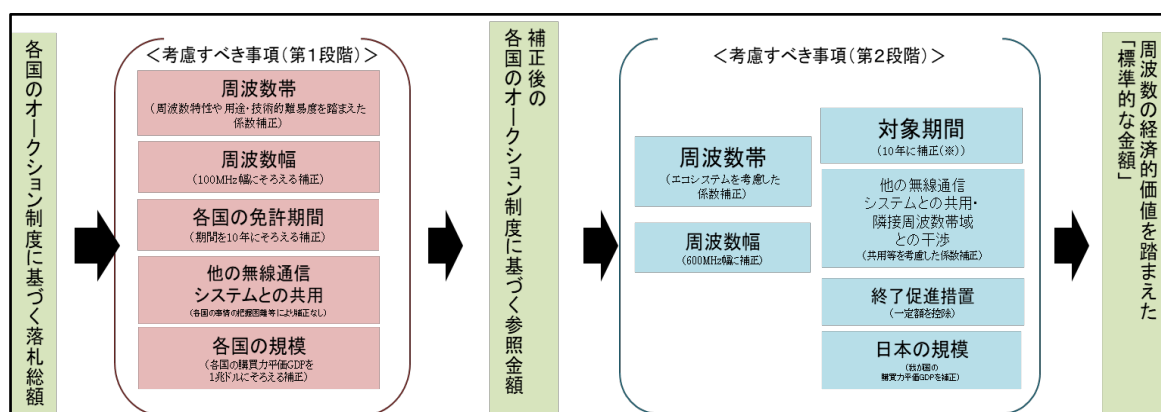 各国のオークション制度に基づく落札総額
＜考慮すべき事項(第１段階)＞
周波数帯
(周波数特性や用途・技術的難易度を踏まえた
係数補正)
周波数幅
(100MHz幅にそろえる補正)
各国の免許期間
(期間を10年にそろえる補正)
他の無線通信
システムとの共用
(各国の事情の把握困難等により補正なし)
各国の規模
(各国の購買力平価GDPを
1兆ドルにそろえる補正)
補正後の
各国のオークション制度に基づく参照金額
＜考慮すべき事項(第２段階)＞
周波数帯
(エコシステムを考慮した
係数補正)
周波数幅
(600MHz幅に補正)
対象期間
(10年に補正(※))
他の無線通信
システムとの共用・
隣接周波数帯域
との干渉
(共用等を考慮した係数補正)
終了促進措置
(一定額を控除)
日本の規模
(我が国の
購買力平価GDPを補正)
周波数の経済的価値を踏まえた
「標準的な金額」